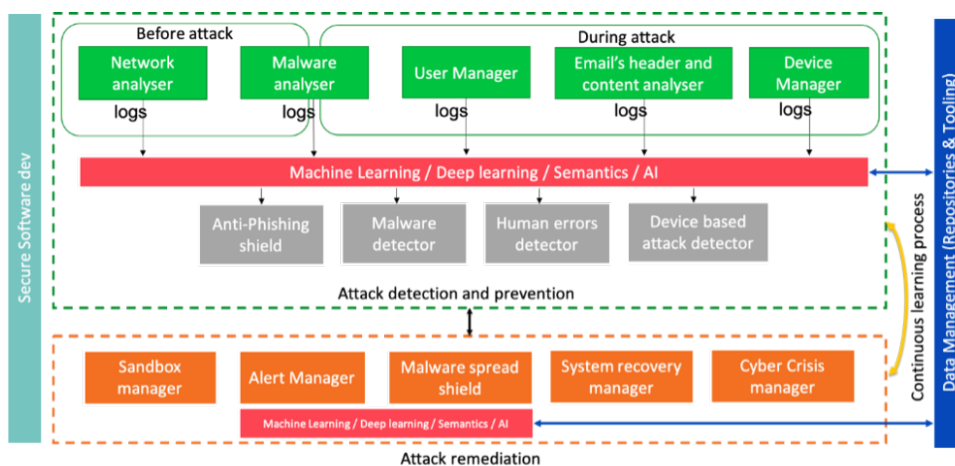 Before attack
During attack
Network
analyser
Malware
analyser
User Manager
Email's header and
content analyser
Device
Manager
logs
logs
logs
logs
logs
Machine Learning / Deep learning / Semantics / AI
Anti-Phishing
shield
Malware
detector
Human errors
detector
Device based
attack detector
Attack detection and prevention
Secure Software dev
Continuous learning process
Data Management (Repositories & Tooling)
Sandbox
manager
Alert Manager
Malware spread
shield
System recovery
manager
Cyber Crisis
manager
Machine Learning / Deep learning / Semantics / AI
Attack remediation